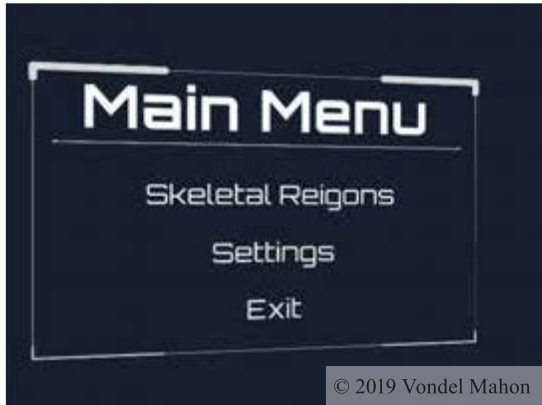 Main Menu
Skeletal Reigons
Settings
Exit
© 2019 Vondel Mahon